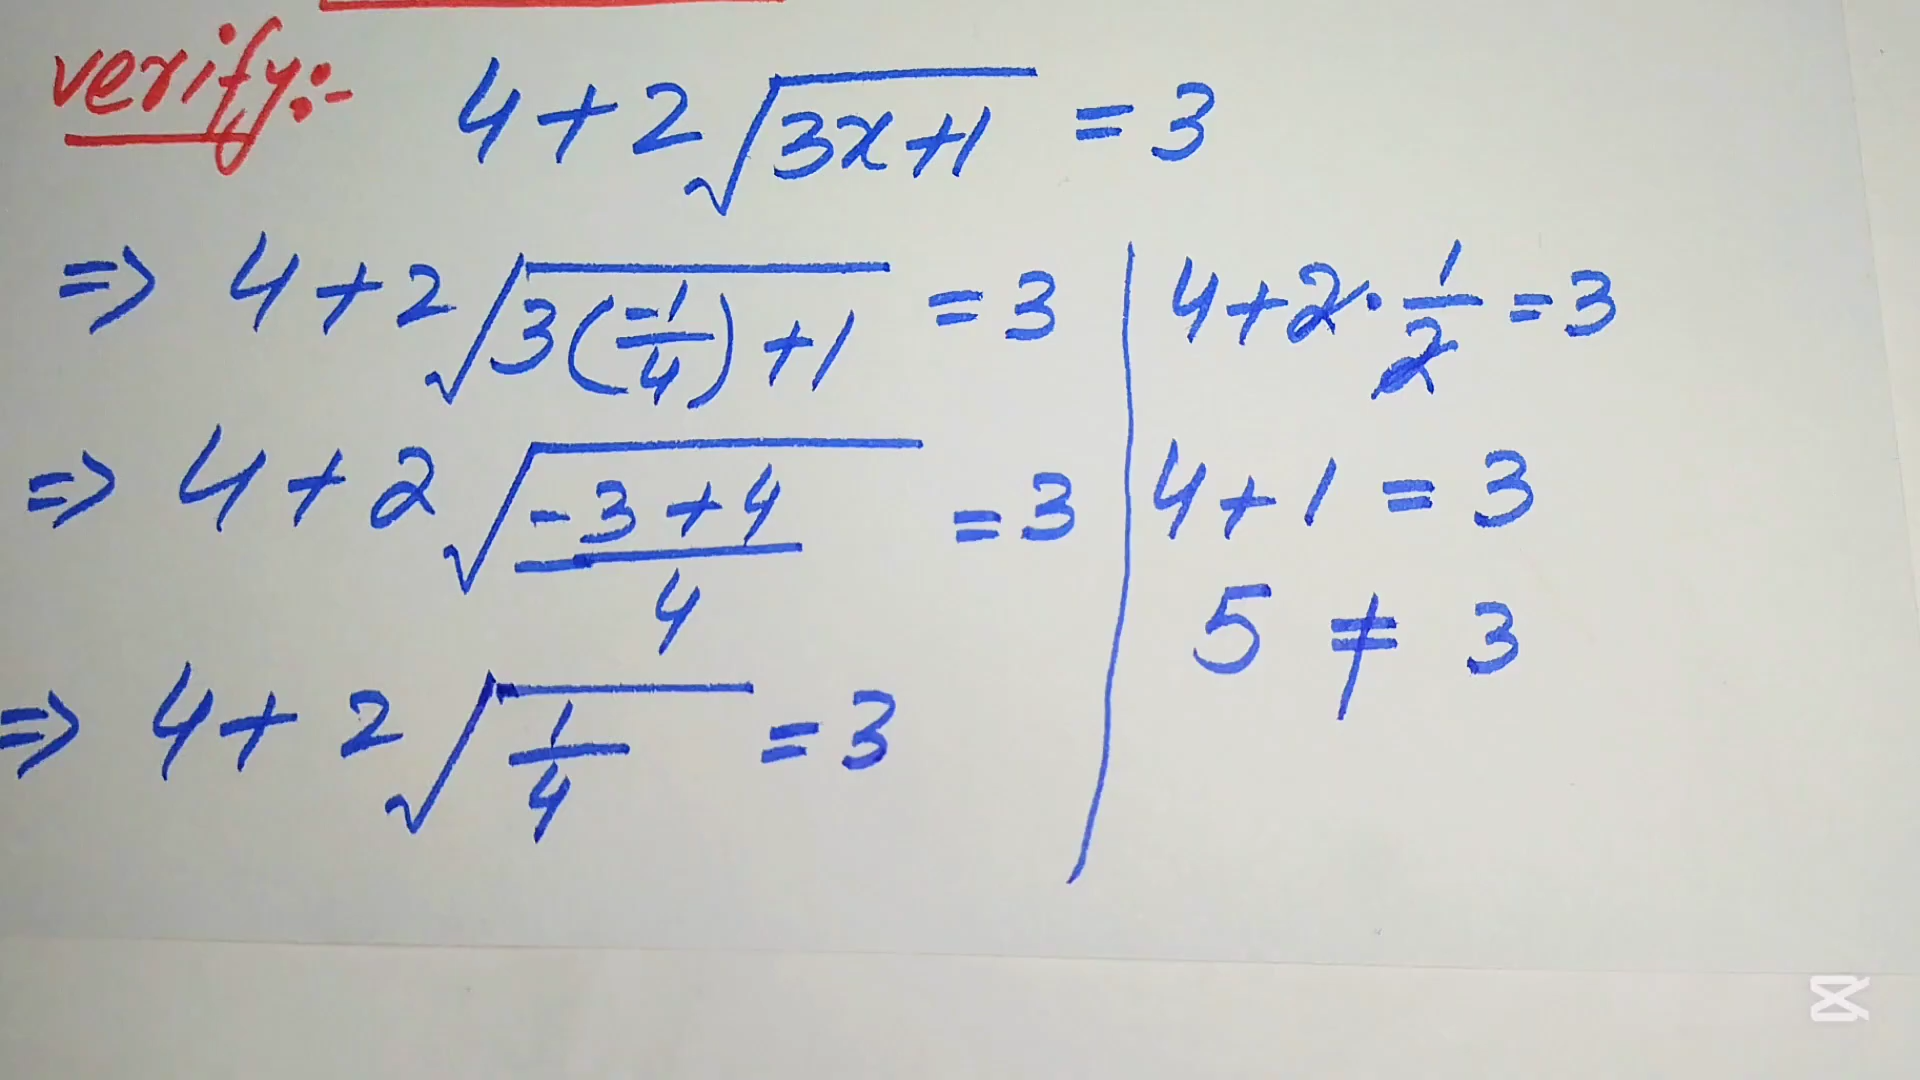 verify:-
4 + 2√(3x+1) = 3
=> 4 + 2√(3(-1/4) + 1) = 3
=> 4 + 2√((-3 + 4)/4) = 3
=> 4 + 2√(1/4) = 3
4 + 2 · 1/2 = 3
4 + 1 = 3
5 ≠ 3